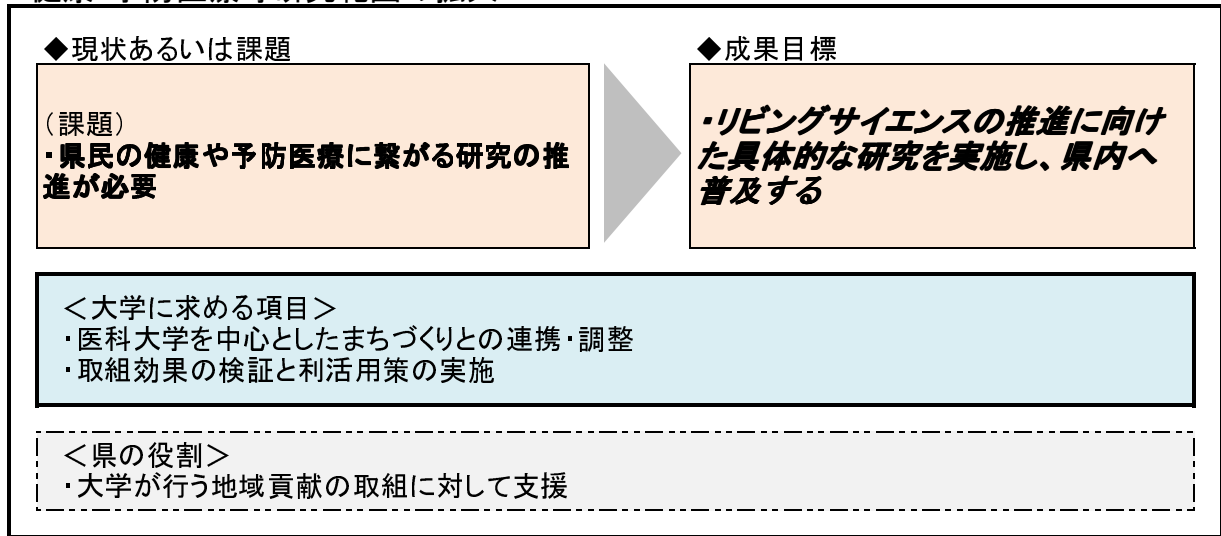 ◆現状あるいは課題
(課題)
・県民の健康や予防医療に繋がる研究の推
進が必要
◆成果目標
・リビングサイエンスの推進に向け
た具体的な研究を実施し、県内へ
普及する
＜大学に求める項目＞
・医科大学を中心としたまちづくりとの連携・調整
・取組効果の検証と利活用策の実施
＜県の役割＞
・大学が行う地域貢献の取組に対して支援